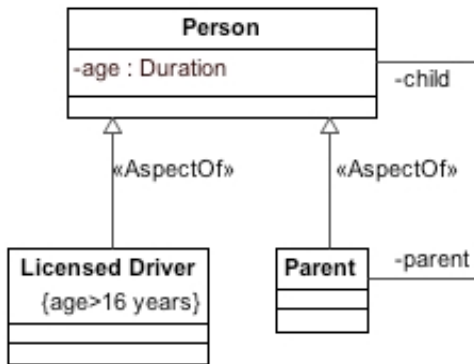 Person
-age : Duration
-child
«AspectOf»
«AspectOf»
Licensed Driver
{age>16 years}
Parent
-parent